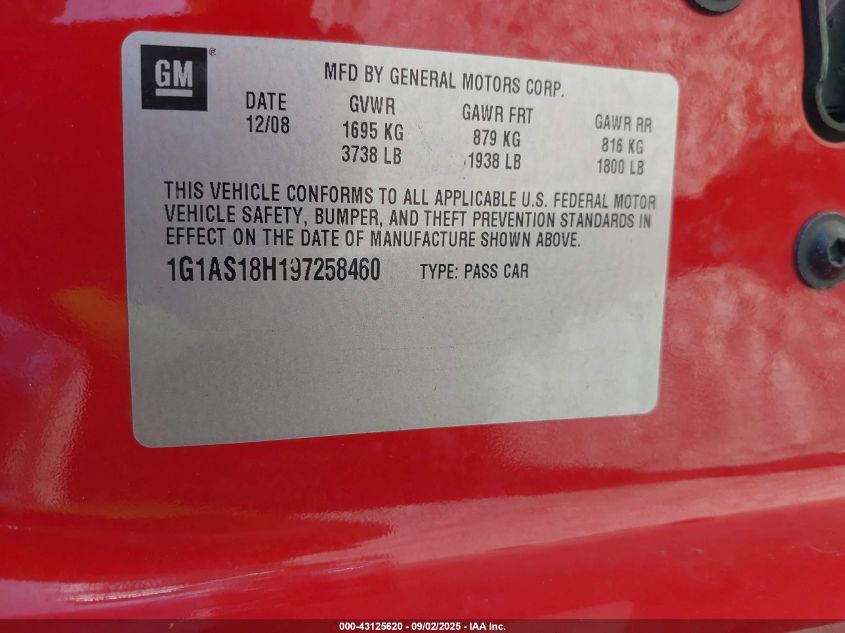 GM®
MFD BY GENERAL MOTORS CORP.
DATE GVWR GAWR FRT GAWR RR
12/08 1695 KG 879 KG 816 KG
3738 LB 1938 LB 1800 LB
THIS VEHICLE CONFORMS TO ALL APPLICABLE U.S. FEDERAL MOTOR
VEHICLE SAFETY, BUMPER, AND THEFT PREVENTION STANDARDS IN
EFFECT ON THE DATE OF MANUFACTURE SHOWN ABOVE.
1G1AS18H197258460 TYPE: PASS CAR
000-43125620 - 09/02/2025 - IAA Inc.